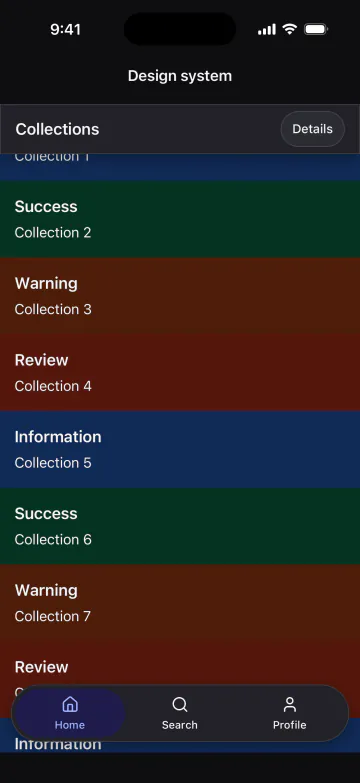 9:41
Design system
Collections
Details
Collection 1
Success
Collection 2
Warning
Collection 3
Review
Collection 4
Information
Collection 5
Success
Collection 6
Warning
Collection 7
Review
Home
Search
Profile
Information